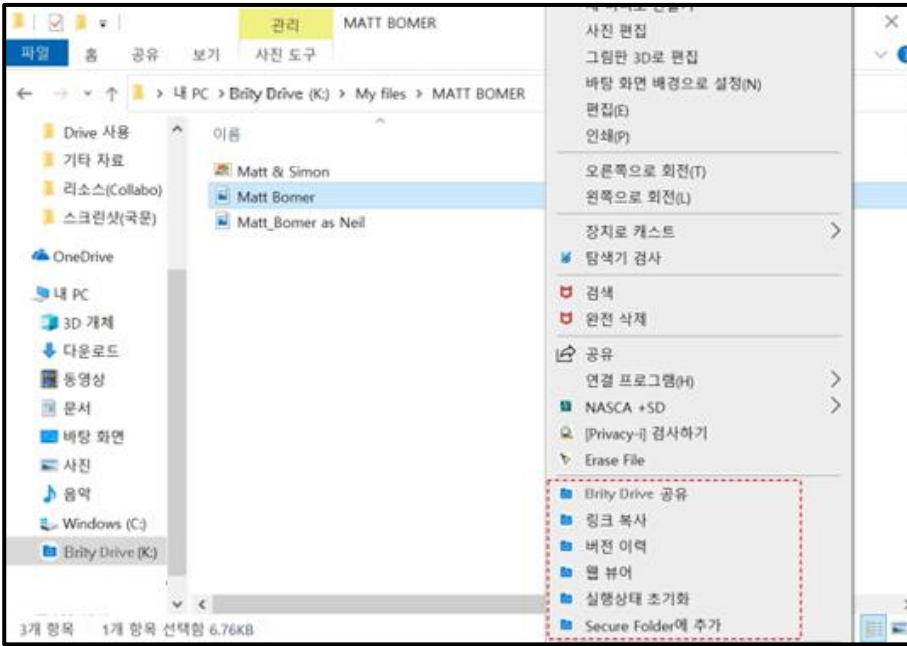 관리 MATT BOMER
파일 홈 공유 보기 사진 도구
내 PC > Brity Drive (K:) > My files > MATT BOMER
Drive 사용
기타 자료
리소스(Collabo)
스크린샷(국문)
OneDrive
내 PC
3D 개체
다운로드
동영상
문서
바탕 화면
사진
음악
Windows (C:)
Brity Drive (K:)
이름
Matt & Simon
Matt Bomer
Matt_Bomer as Neil
사진 편집
그림판 3D로 편집
바탕 화면 배경으로 설정(N)
편집(E)
인쇄(P)
오른쪽으로 회전(T)
왼쪽으로 회전(L)
장치로 캐스트
탐색기 검사
검색
완전 삭제
공유
연결 프로그램(H)
NASCA +SD
[Privacy-i] 검사하기
Erase File
Brity Drive 공유
링크 복사
버전 이력
웹 뷰어
실행상태 초기화
Secure Folder에 추가
3개 항목 1개 항목 선택함 6.76KB